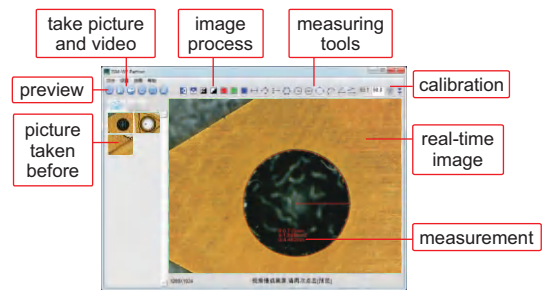 take picture
and video
image
process
measuring
tools
preview
calibration
picture
taken
before
real-time
image
measurement